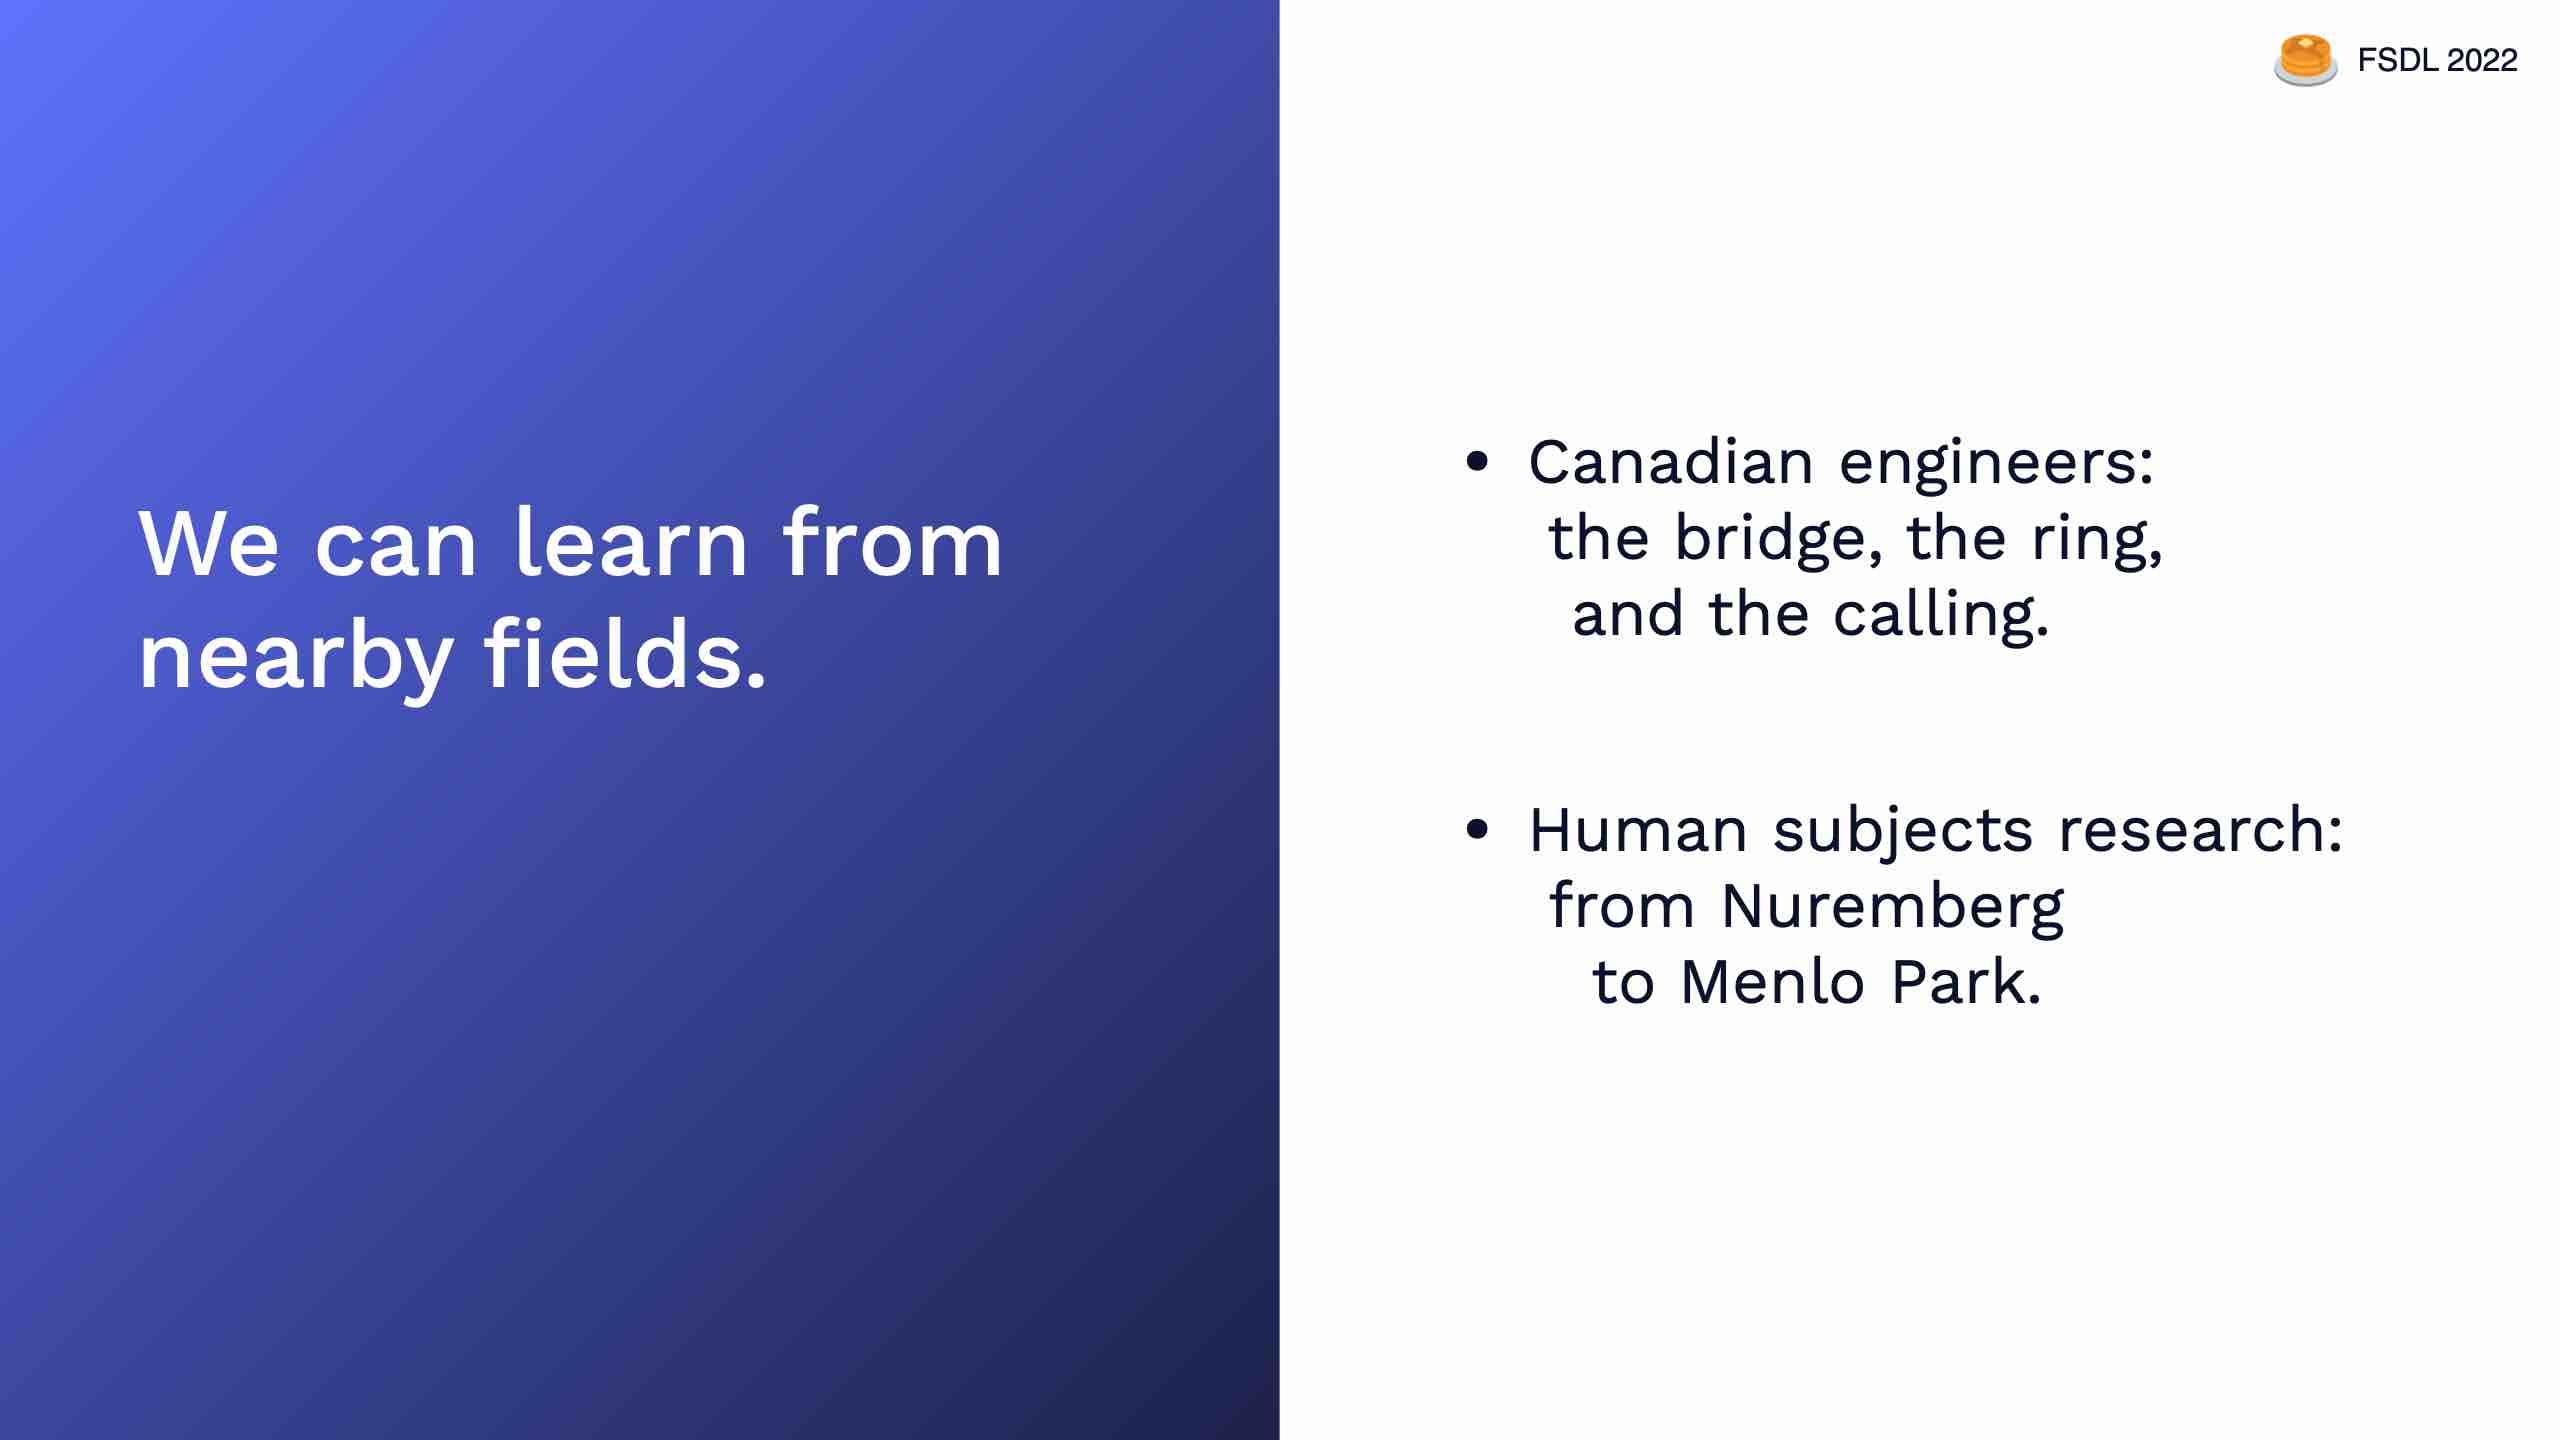 FSDL 2022
We can learn from
nearby fields.
• Canadian engineers:
the bridge, the ring,
and the calling.
• Human subjects research:
from Nuremberg
to Menlo Park.